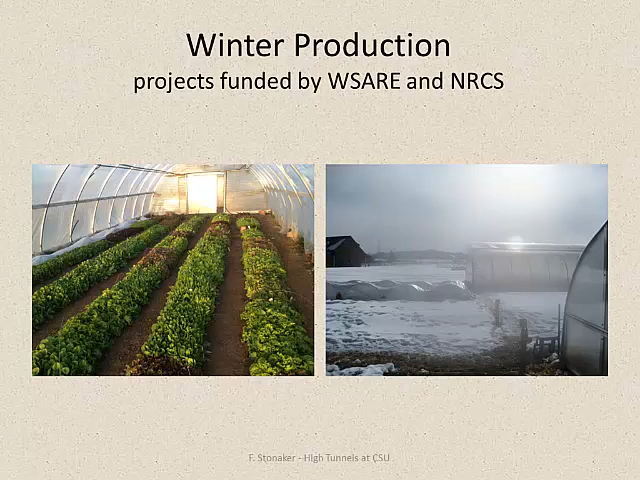 Winter Production
projects funded by WSARE and NRCS
F. Stonaker - High Tunnels at CSU